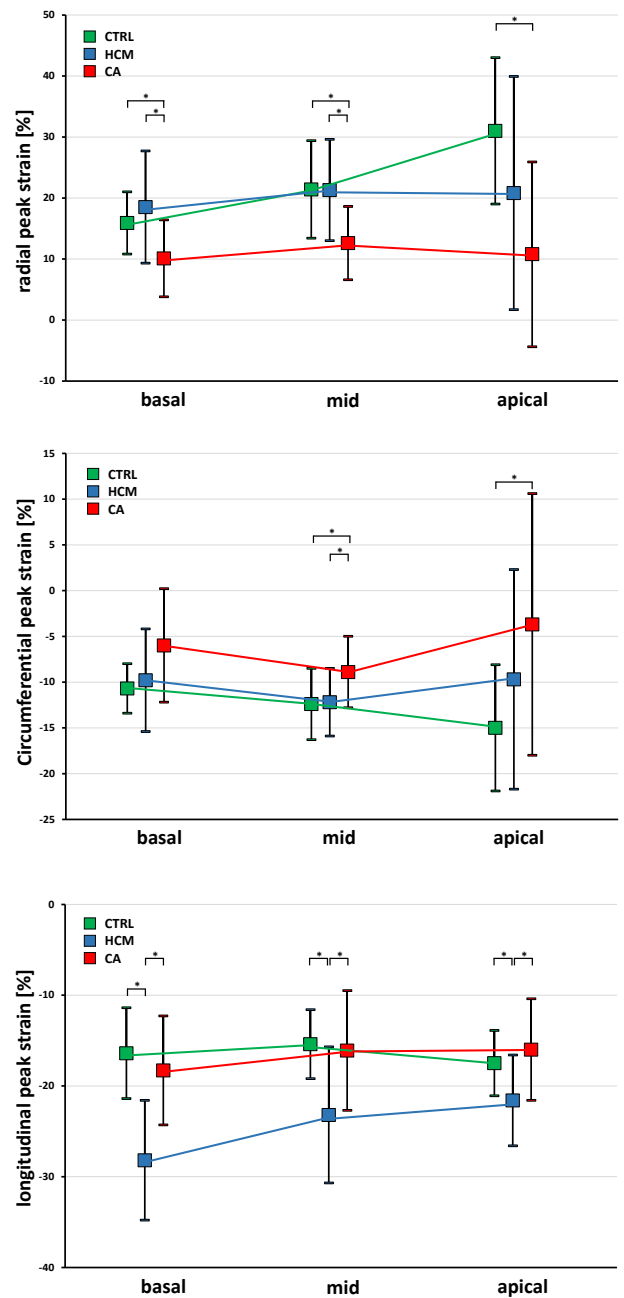 radial peak strain [%]
50
40
30
20
10
0
-10
CTRL
HCM
CA
*
*
*
*
*
basal mid apical
Circumferential peak strain [%]
15
10
5
0
-5
-10
-15
-20
-25
CTRL
HCM
CA
*
*
*
basal mid apical
longitudinal peak strain [%]
0
-10
-20
-30
-40
CTRL
HCM
CA
*
*
*
*
*
*
basal mid apical